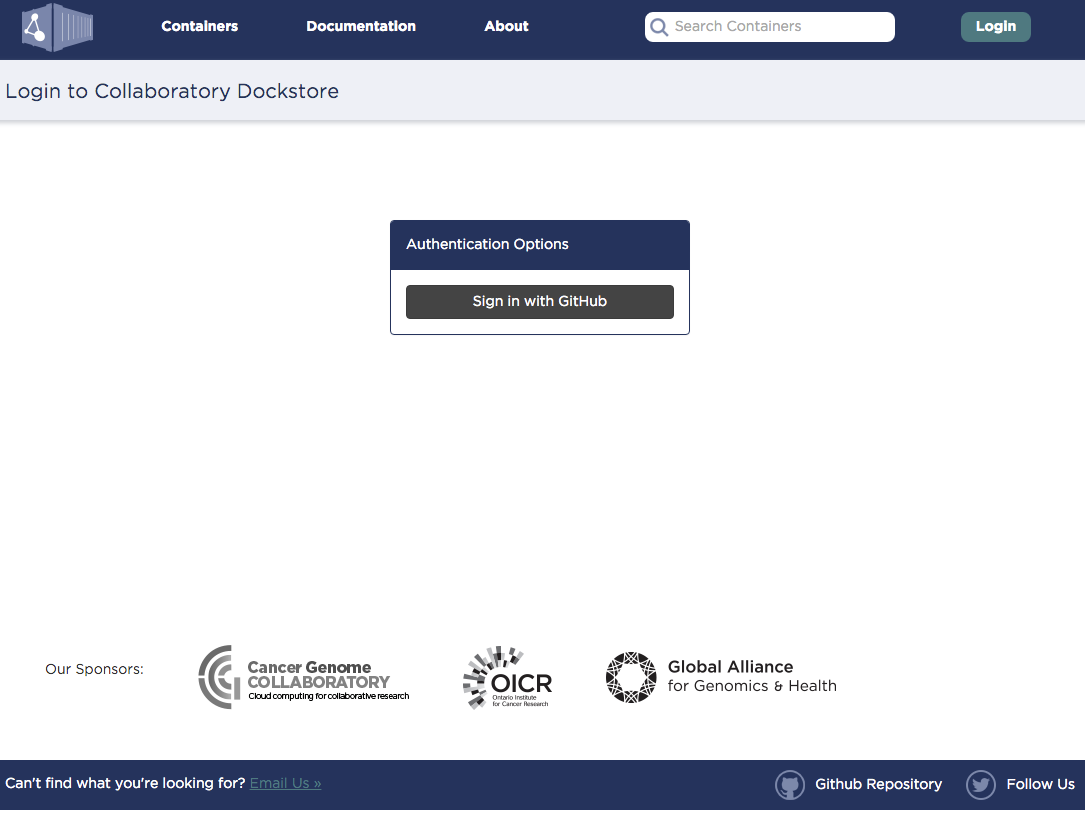 Containers
Documentation
About
Search Containers
Login
Login to Collaboratory Dockstore
Authentication Options
Sign in with GitHub
Our Sponsors:
Cancer Genome
COLLABORATORY
Cloud computing for collaborative research
OICR
Ontario Institute
for Cancer Research
Global Alliance
for Genomics & Health
Can't find what you're looking for? Email Us »
Github Repository
Follow Us